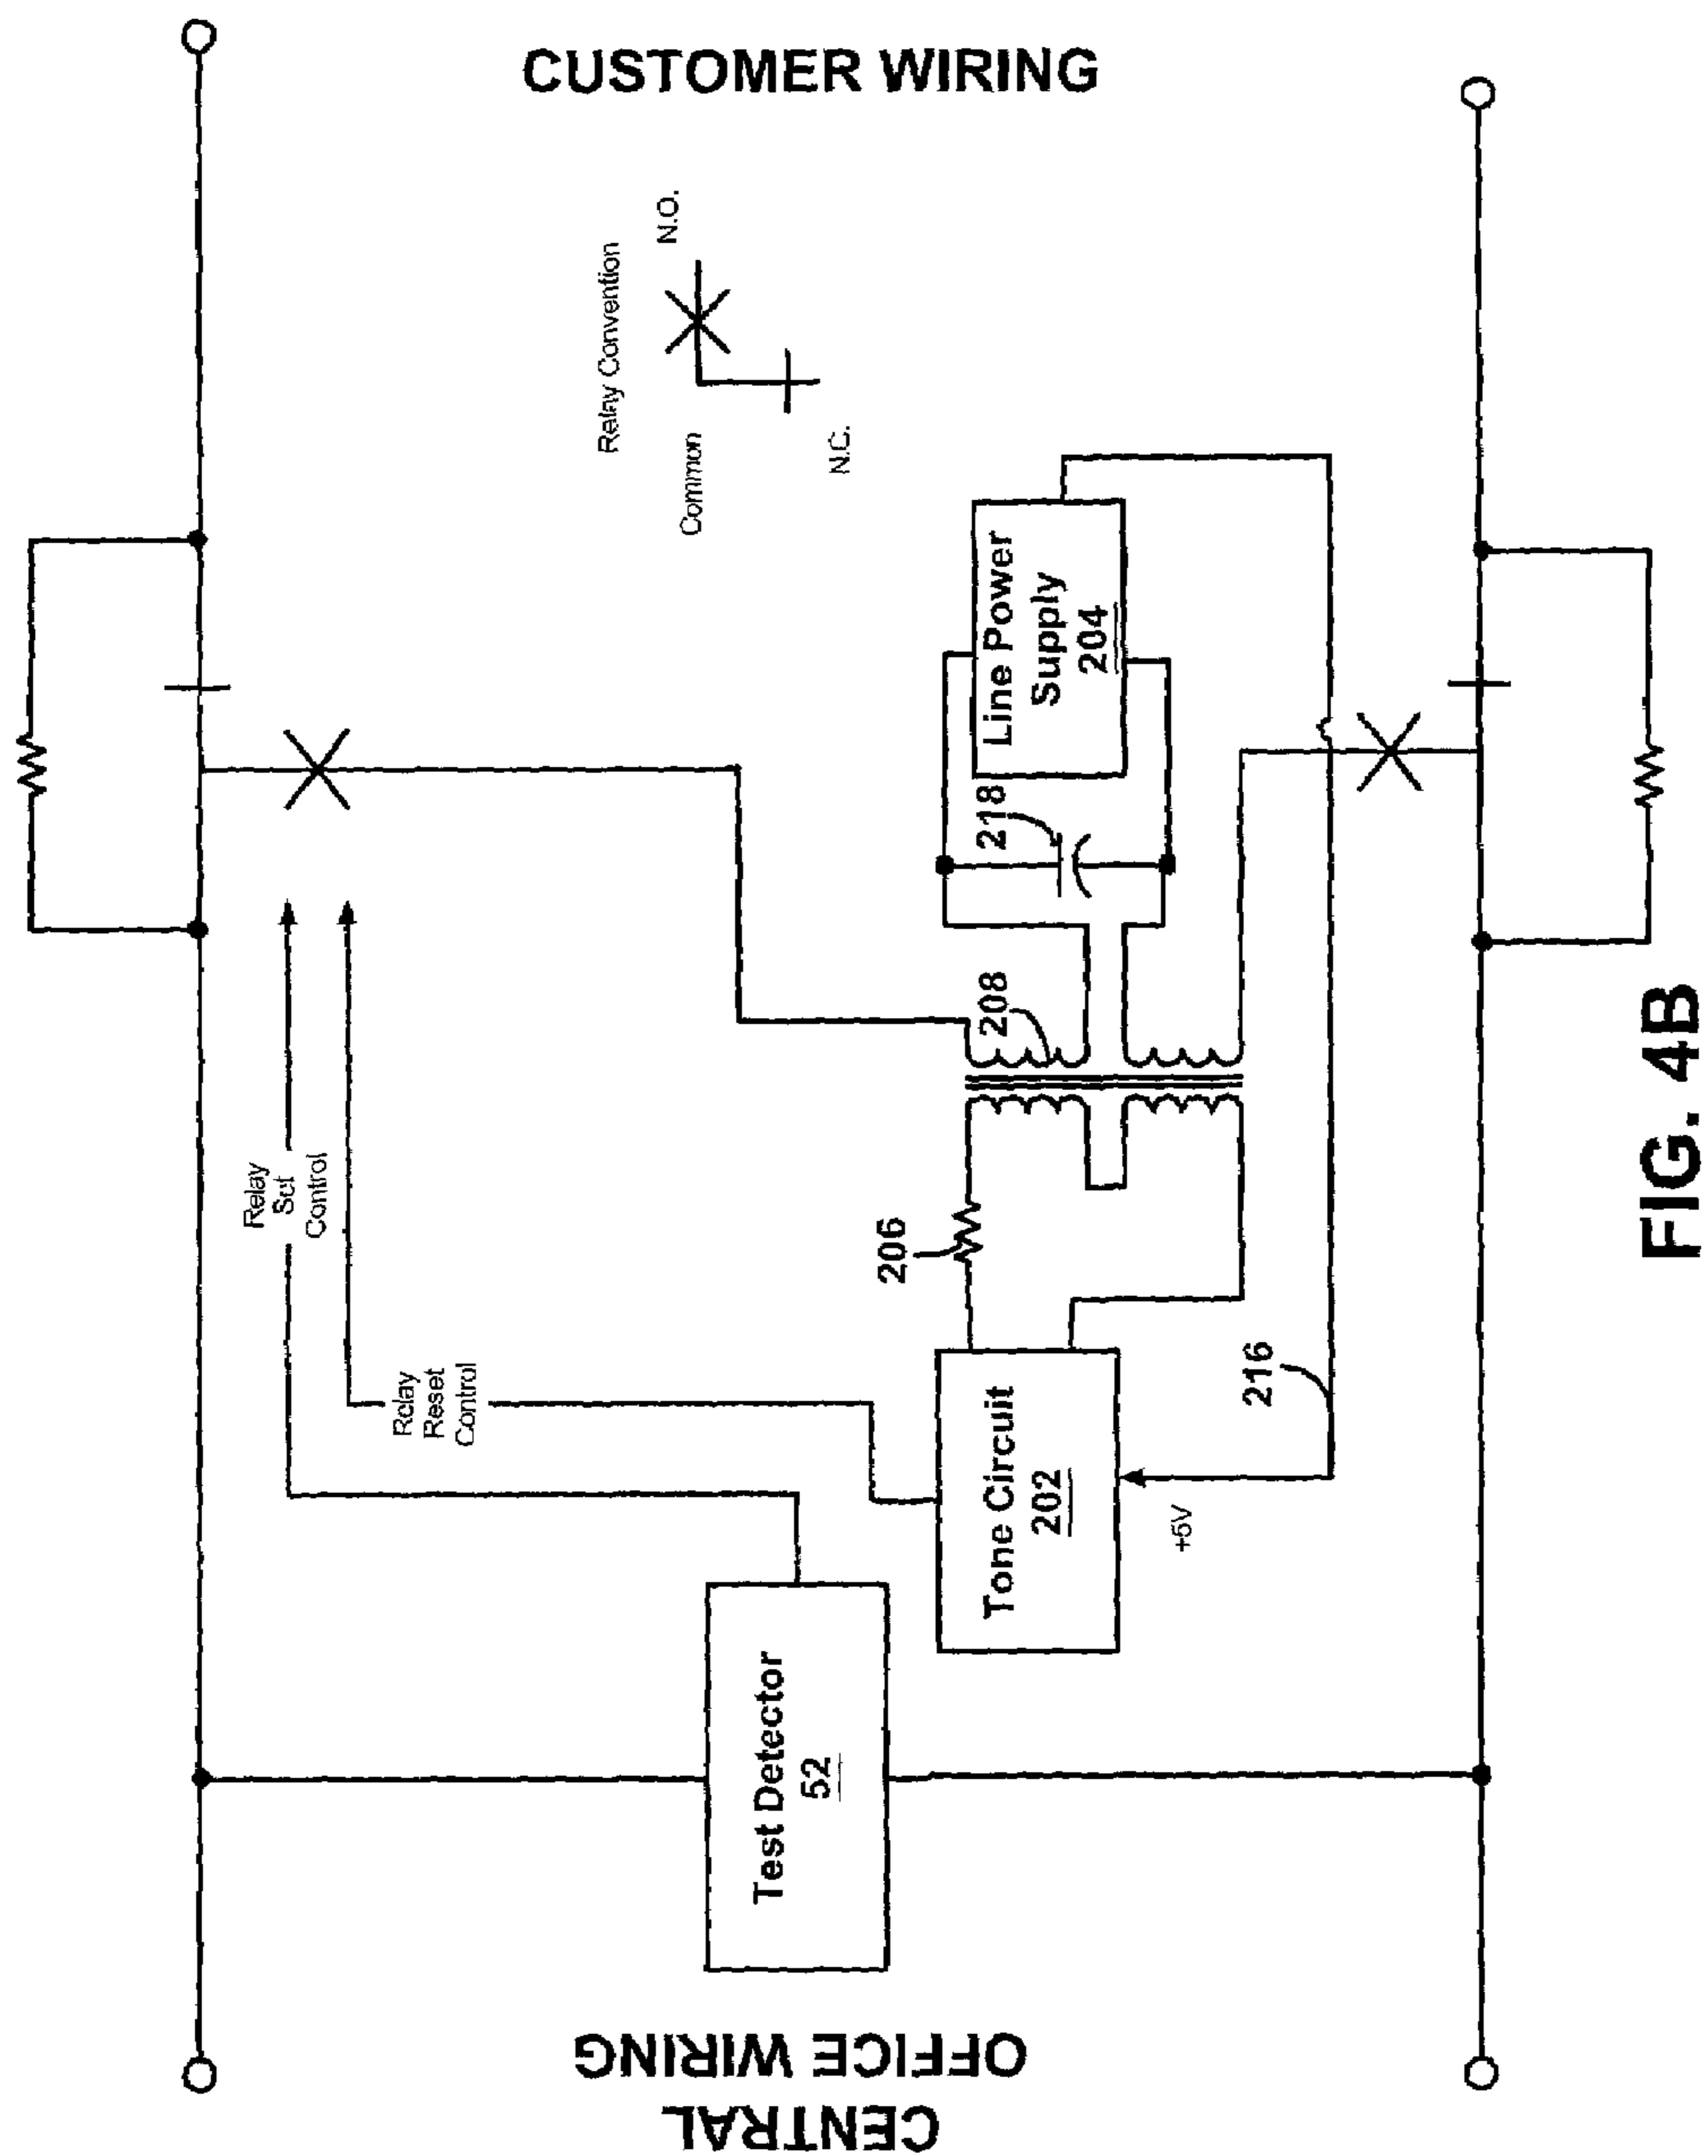 CENTRAL
OFFICE WIRING
CUSTOMER WIRING
Relay
Set
Control
Relay
Reset
Control
Relay Convention
Common
N.O.
N.C.
Test Detector
52
Tone Circuit
202
+5V
206
208
218
Line Power
Supply
204
216
FIG. 4B